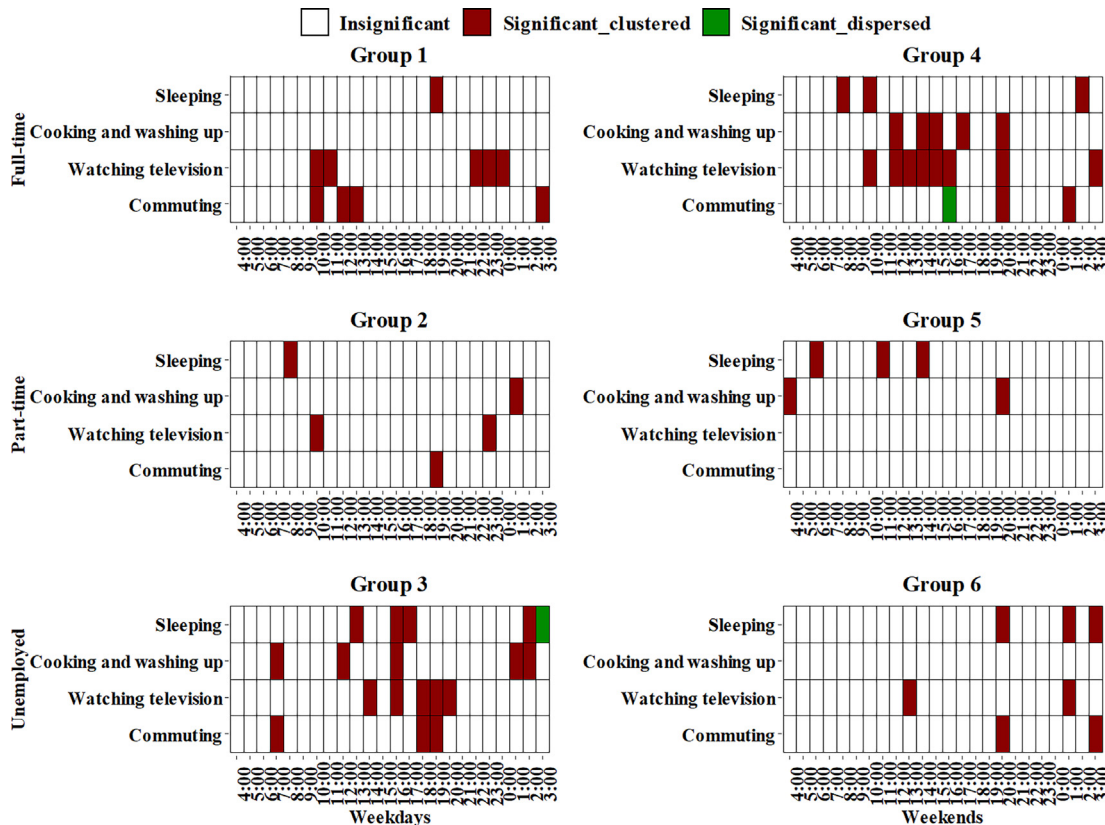 Insignificant Significant_clustered Significant_dispersed
Group 1
Full-time
Sleeping
Cooking and washing up
Watching television
Commuting
4:00 5:00 6:00 7:00 8:00 9:00 10:00 11:00 12:00 13:00 14:00 15:00 16:00 17:00 18:00 19:00 20:00 21:00 22:00 23:00 0:00 1:00 2:00 3:00
Group 4
Sleeping
Cooking and washing up
Watching television
Commuting
4:00 5:00 6:00 7:00 8:00 9:00 10:00 11:00 12:00 13:00 14:00 15:00 16:00 17:00 18:00 19:00 20:00 21:00 22:00 23:00 0:00 1:00 2:00 3:00
Group 2
Part-time
Sleeping
Cooking and washing up
Watching television
Commuting
4:00 5:00 6:00 7:00 8:00 9:00 10:00 11:00 12:00 13:00 14:00 15:00 16:00 17:00 18:00 19:00 20:00 21:00 22:00 23:00 0:00 1:00 2:00 3:00
Group 5
Sleeping
Cooking and washing up
Watching television
Commuting
4:00 5:00 6:00 7:00 8:00 9:00 10:00 11:00 12:00 13:00 14:00 15:00 16:00 17:00 18:00 19:00 20:00 21:00 22:00 23:00 0:00 1:00 2:00 3:00
Group 3
Unemployed
Sleeping
Cooking and washing up
Watching television
Commuting
4:00 5:00 6:00 7:00 8:00 9:00 10:00 11:00 12:00 13:00 14:00 15:00 16:00 17:00 18:00 19:00 20:00 21:00 22:00 23:00 0:00 1:00 2:00 3:00
Weekdays
Group 6
Sleeping
Cooking and washing up
Watching television
Commuting
4:00 5:00 6:00 7:00 8:00 9:00 10:00 11:00 12:00 13:00 14:00 15:00 16:00 17:00 18:00 19:00 20:00 21:00 22:00 23:00 0:00 1:00 2:00 3:00
Weekends